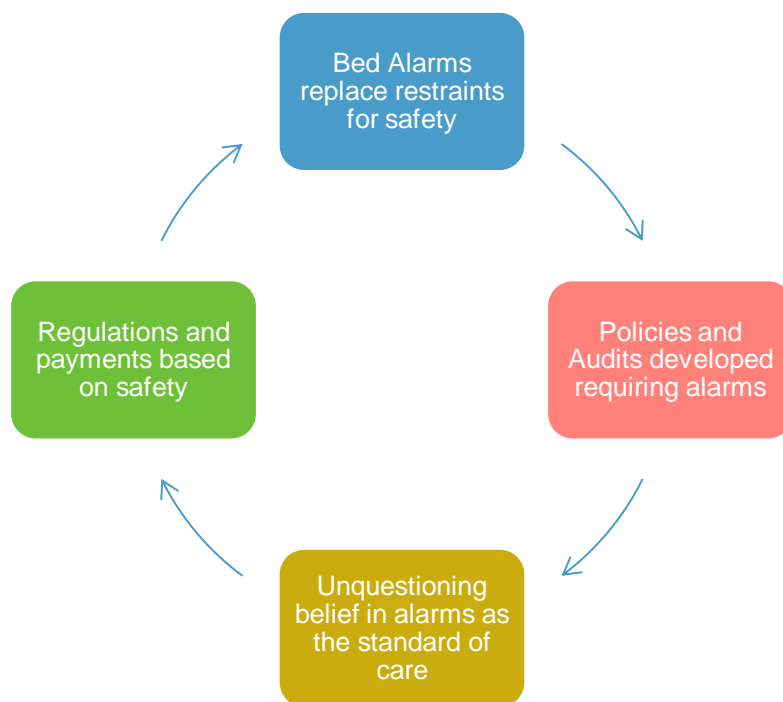 Bed Alarms
replace restraints
for safety
Regulations and
payments based
on safety
Policies and
Audits developed
requiring alarms
Unquestioning
belief in alarms as
the standard of
care